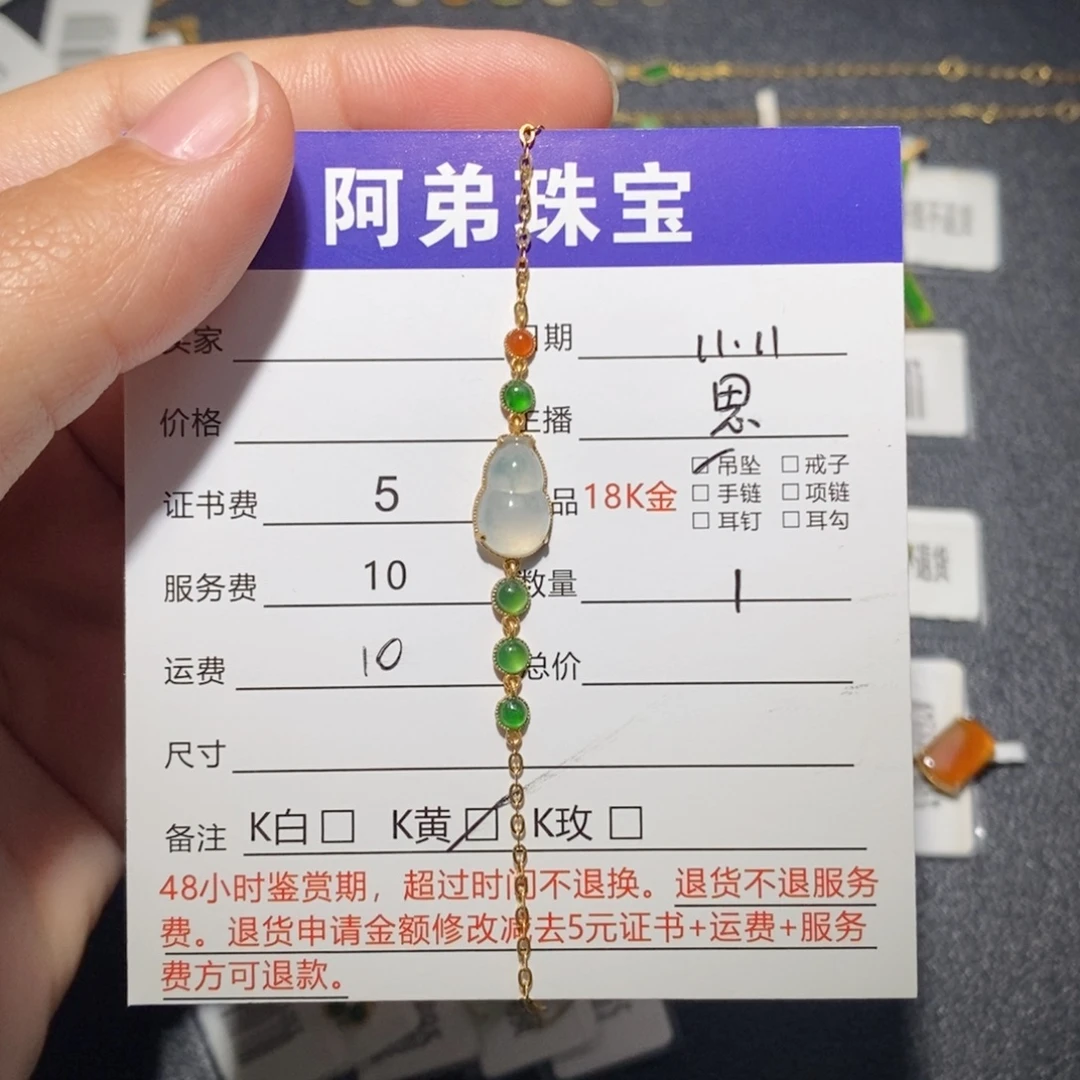 阿弟珠宝
卖家 日期 11.11
价格 主播 思
证书费 5 品 18K金 ☑吊坠 □戒子
□手链 □项链
□耳钉 □耳勾
服务费 10 数量 1
运费 10 总价
尺寸
备注 K白□ K黄☑ K玫□
48小时鉴赏期，超过时间不退换。退货不退服务
费。退货申请金额修改减去5元证书+运费+服务
费方可退款。